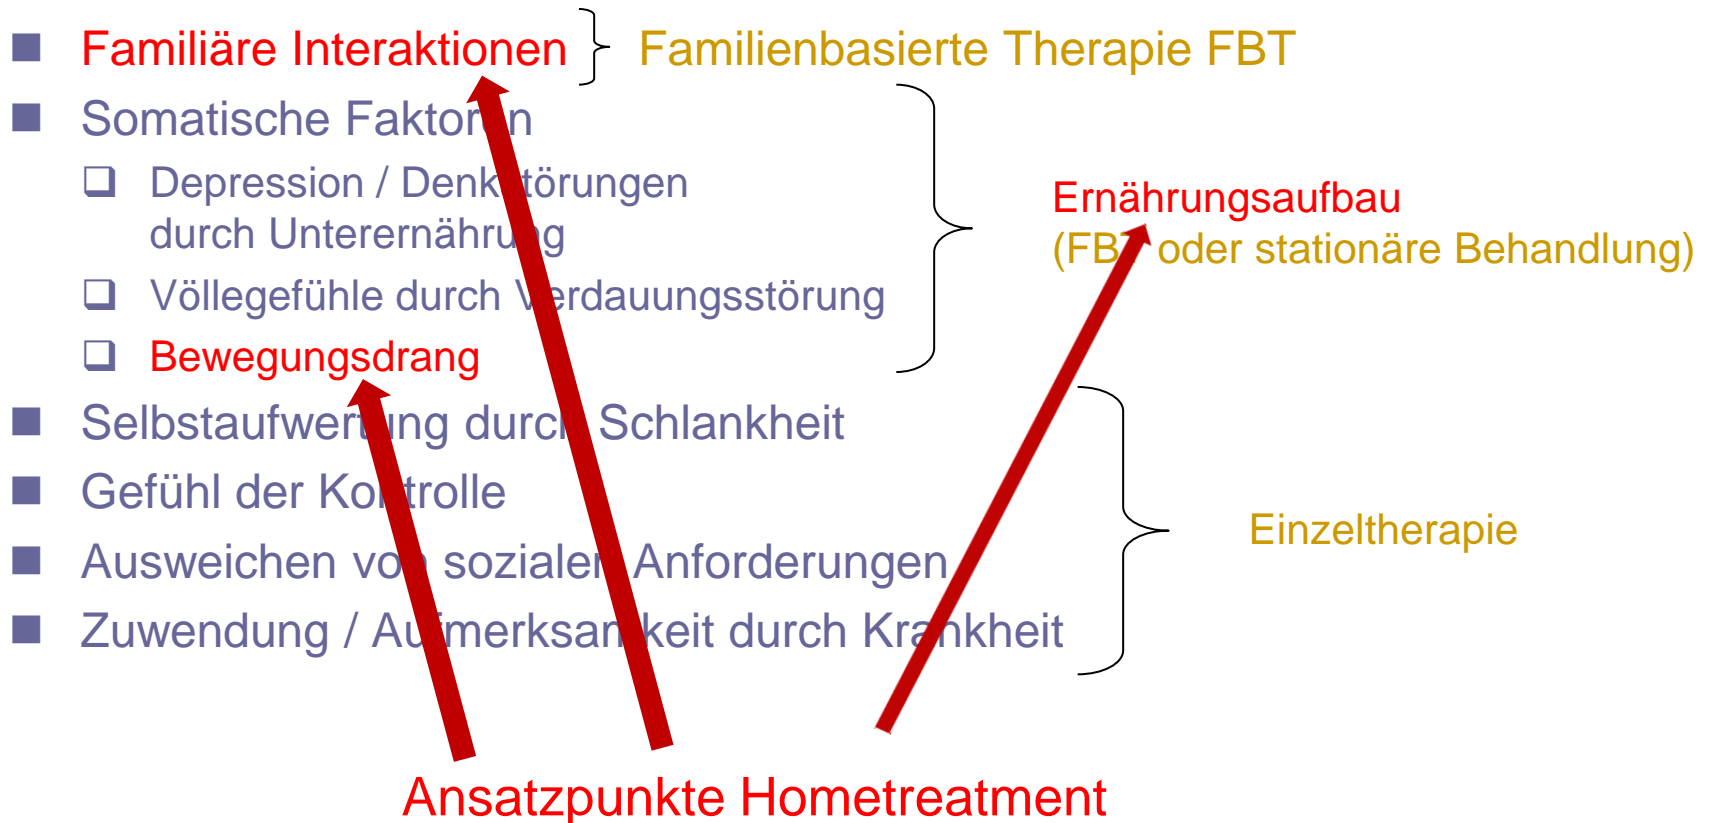 Familiäre Interaktionen
Familienbasierte Therapie FBT
Somatische Faktoren
Depression / Denkstörungen
durch Unterernährung
Völlegefühle durch Verdauungsstörung
Bewegungsdrang
Ernährungsaufbau
(FBT oder stationäre Behandlung)
Selbstaufwertung durch Schlankheit
Gefühl der Kontrolle
Ausweichen von sozialen Anforderungen
Zuwendung / Aufmerksamkeit durch Krankheit
Einzeltherapie
Ansatzpunkte Hometreatment